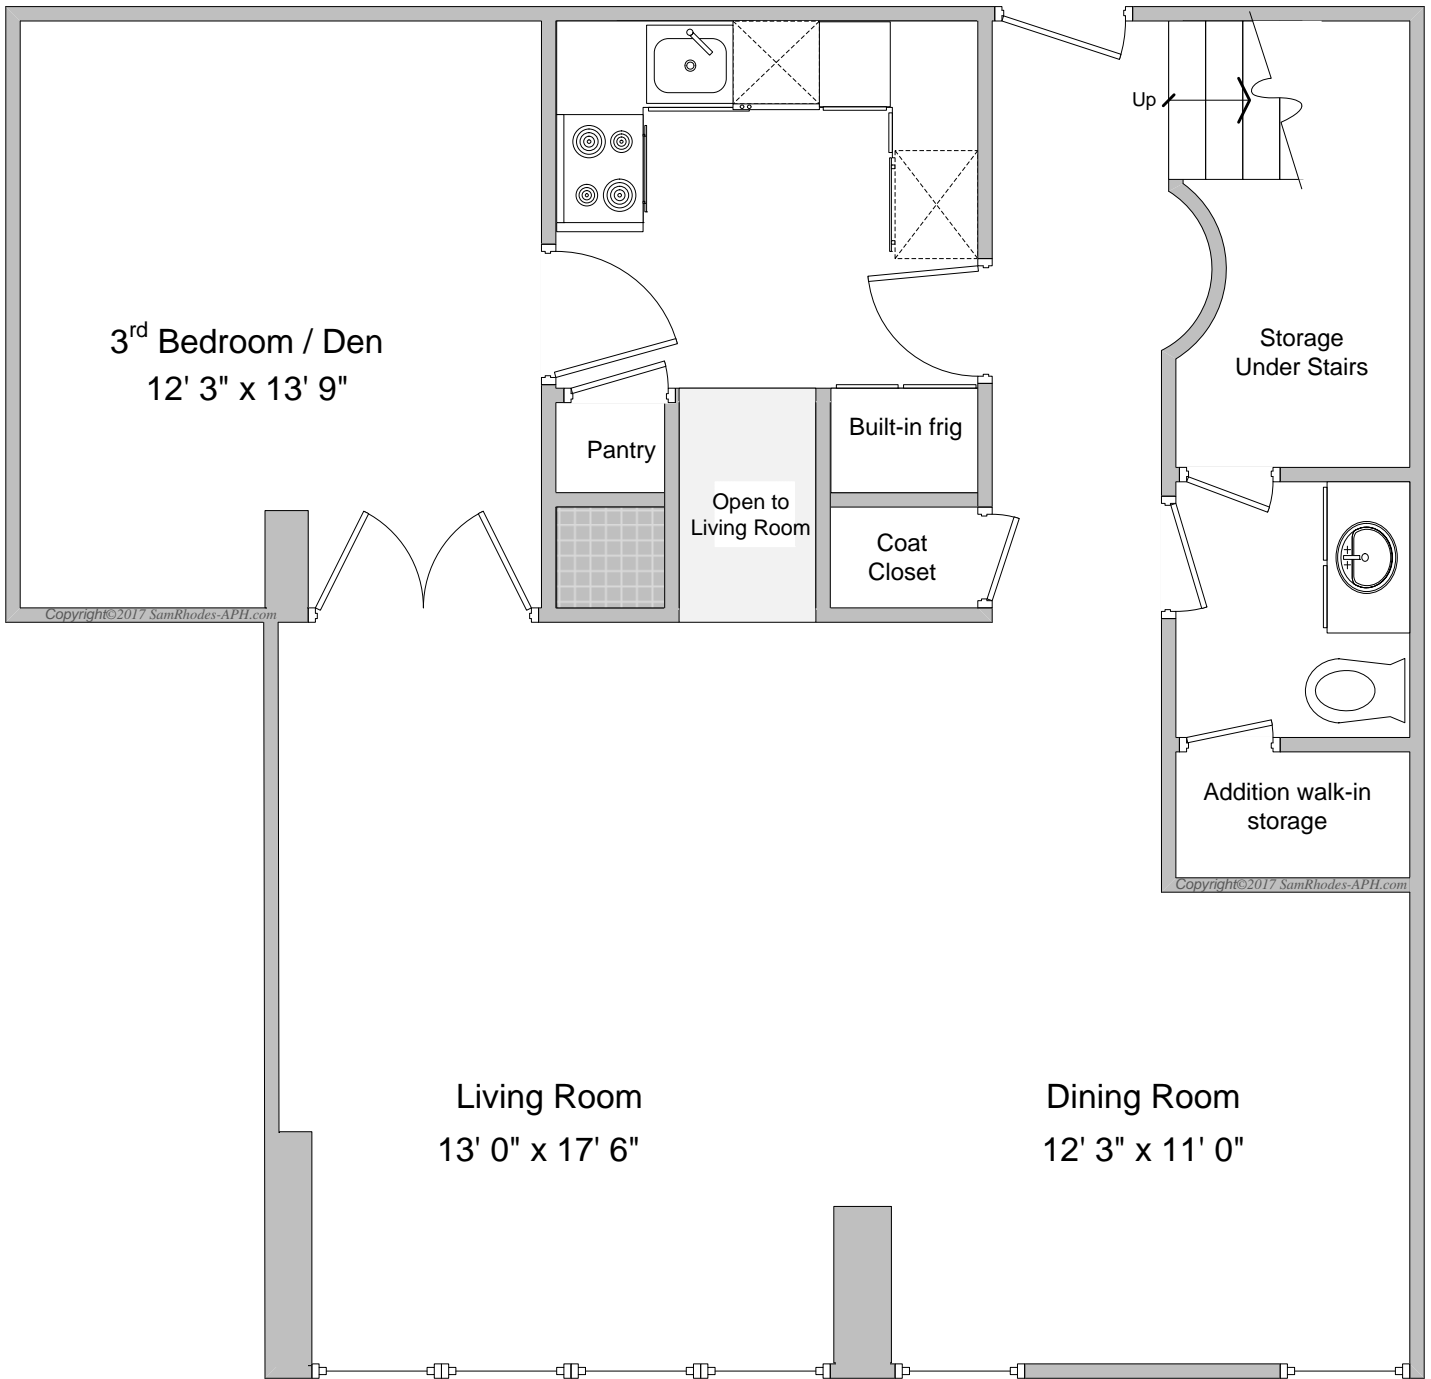 Up
3rd Bedroom / Den
12' 3" x 13' 9"
Storage
Under Stairs
Pantry
Built-in frig
Open to
Living Room
Coat
Closet
Copyright©2017 SamRhodes-APH.com
Addition walk-in
storage
Copyright©2017 SamRhodes-APH.com
Living Room
13' 0" x 17' 6"
Dining Room
12' 3" x 11' 0"